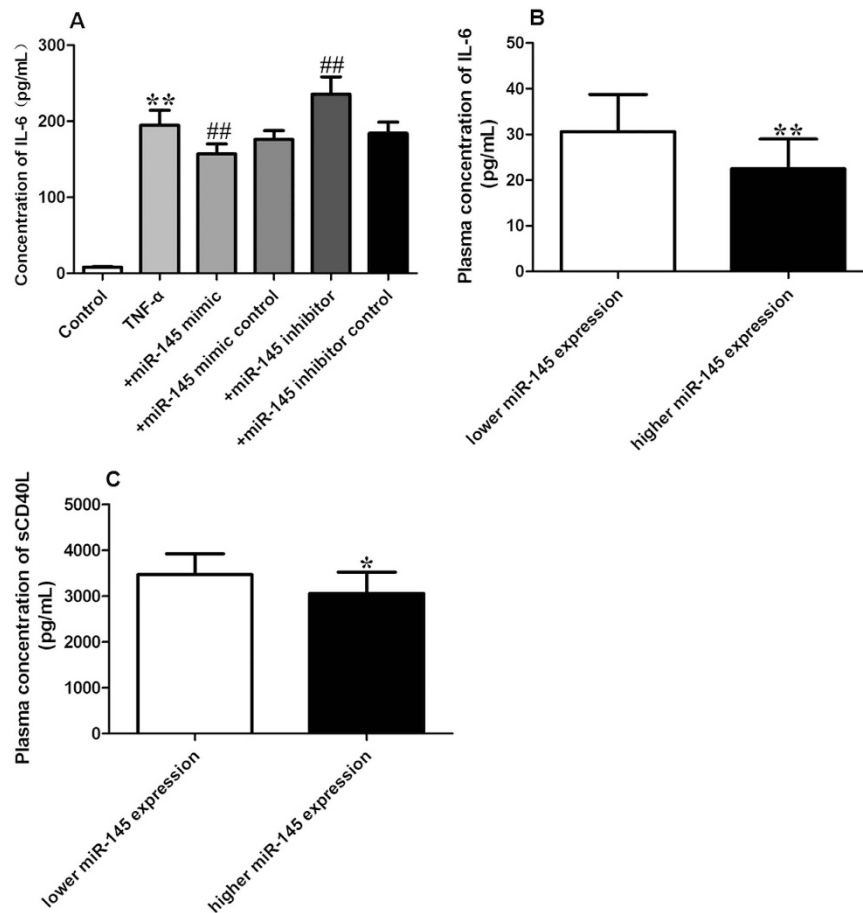 A
Concentration of IL-6 (pg/mL)
300
200
100
0
**
##
##
Control
TNF-α
+miR-145 mimic
+miR-145 mimic control
+miR-145 inhibitor
+miR-145 inhibitor control
B
Plasma concentration of IL-6
(pg/mL)
50
40
30
20
10
0
**
lower miR-145 expression
higher miR-145 expression
C
Plasma concentration of sCD40L
(pg/mL)
5000
4000
3000
2000
1000
0
*
lower miR-145 expression
higher miR-145 expression